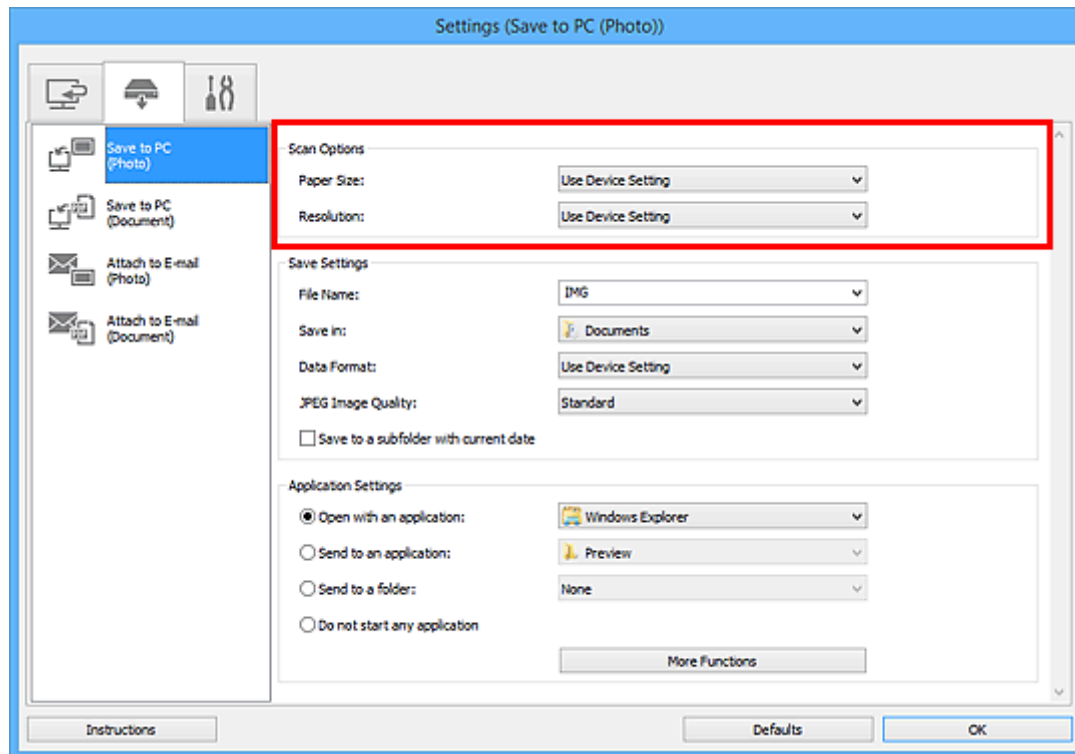 Settings (Save to PC (Photo))
Save to PC
(Photo)
Save to PC
(Document)
Attach to E-mail
(Photo)
Attach to E-mail
(Document)
Scan Options
Paper Size: Use Device Setting
Resolution: Use Device Setting
Save Settings
File Name: IMG
Save in: Documents
Data Format: Use Device Setting
JPEG Image Quality: Standard
Save to a subfolder with current date
Application Settings
Open with an application: Windows Explorer
Send to an application: Preview
Send to a folder: None
Do not start any application
More Functions
Instructions Defaults OK